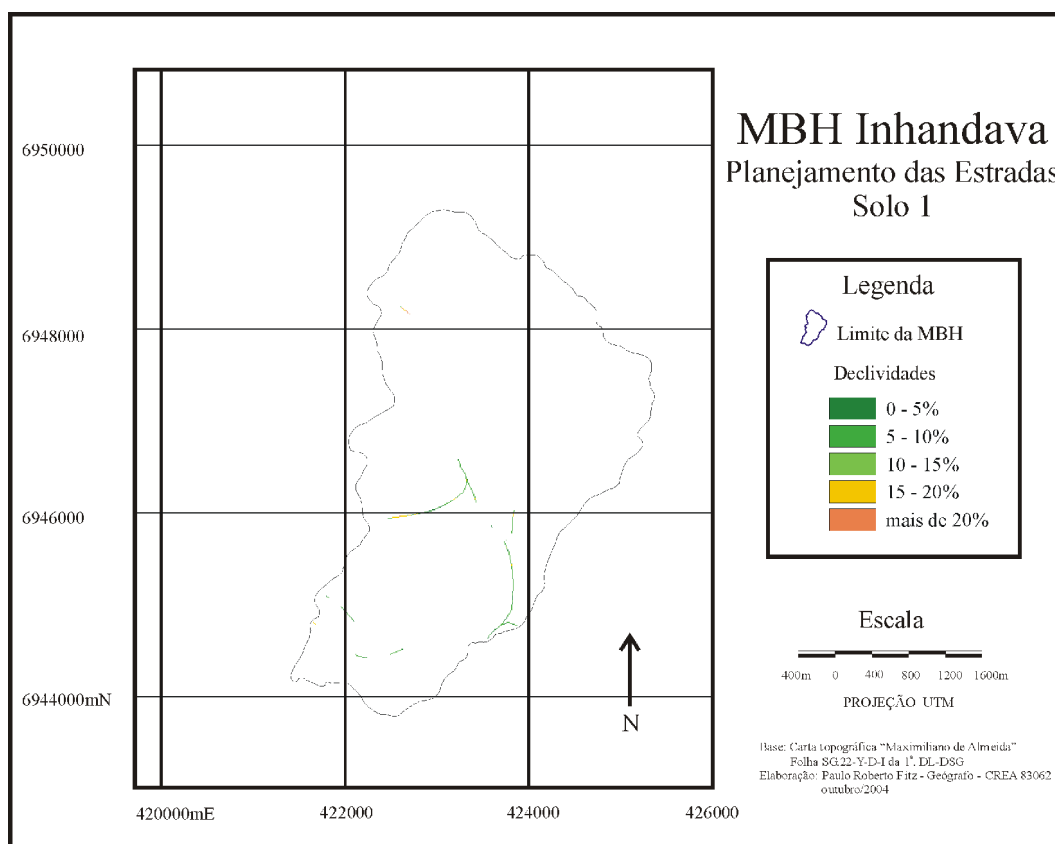 MBH Inhandava
Planejamento das Estradas
Solo 1
6950000
6948000
6946000
6944000mN
420000mE
422000
424000
426000
Legenda
Limite da MBH
Declividades
0 - 5%
5 - 10%
10 - 15%
15 - 20%
mais de 20%
Escala
400m 0 400 800 1200 1600m
PROJEÇÃO UTM
N
Base: Carta topográfica “Maximiliano de Almeida”
Folha SG.22-Y-D-I da 1ª. DL-DSG
Elaboração: Paulo Roberto Fitz - Geógrafo - CREA 83062
outubro/2004